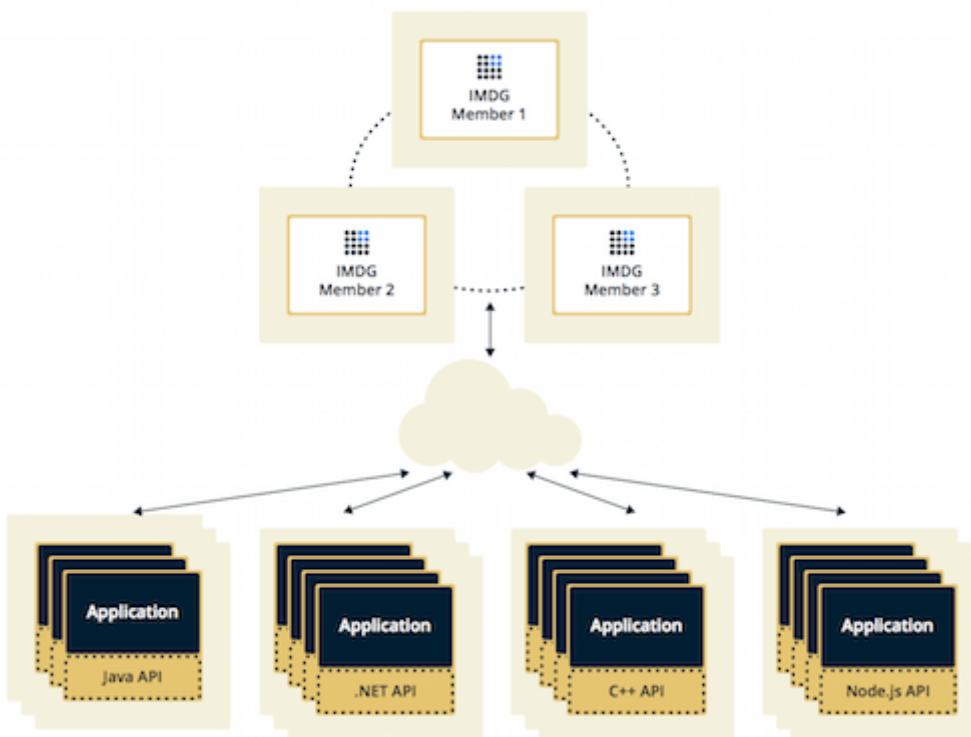 IMDG
Member 1
IMDG
Member 2
IMDG
Member 3
Application
Java API
Application
.NET API
Application
C++ API
Application
Node.js API